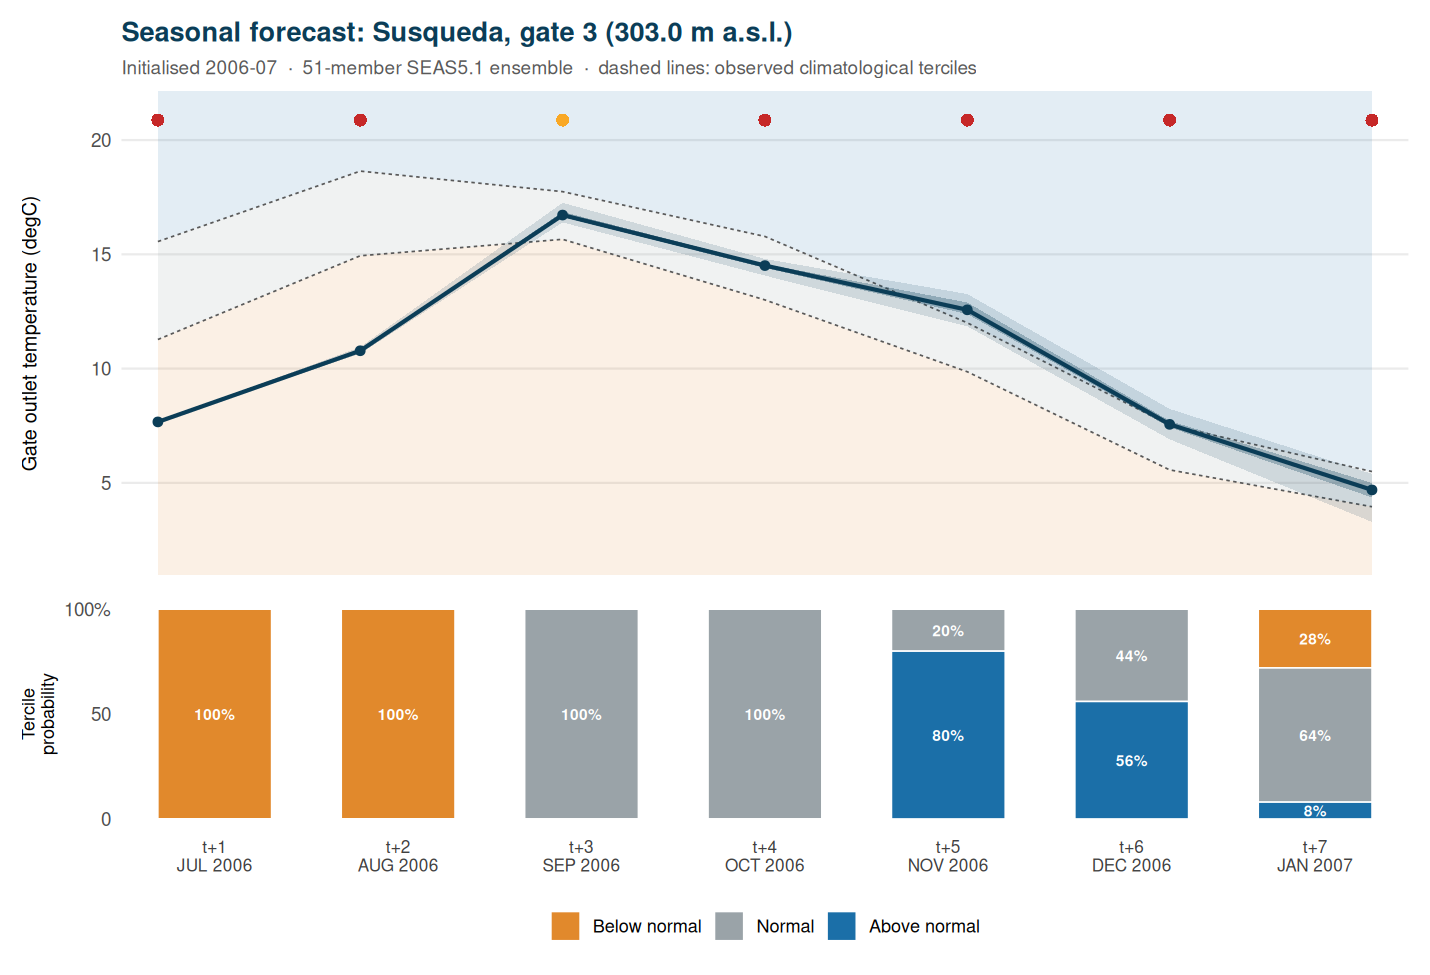 Seasonal forecast: Susqueda, gate 3 (303.0 m a.s.l.)
Initialised 2006-07 · 51-member SEAS5.1 ensemble · dashed lines: observed climatological terciles
Gate outlet temperature (degC)
20
15
10
5
Tercile
probability
100%
50
0
100%
100%
100%
100%
20%
80%
44%
56%
28%
64%
8%
t+1
JUL 2006
t+2
AUG 2006
t+3
SEP 2006
t+4
OCT 2006
t+5
NOV 2006
t+6
DEC 2006
t+7
JAN 2007
Below normal
Normal
Above normal